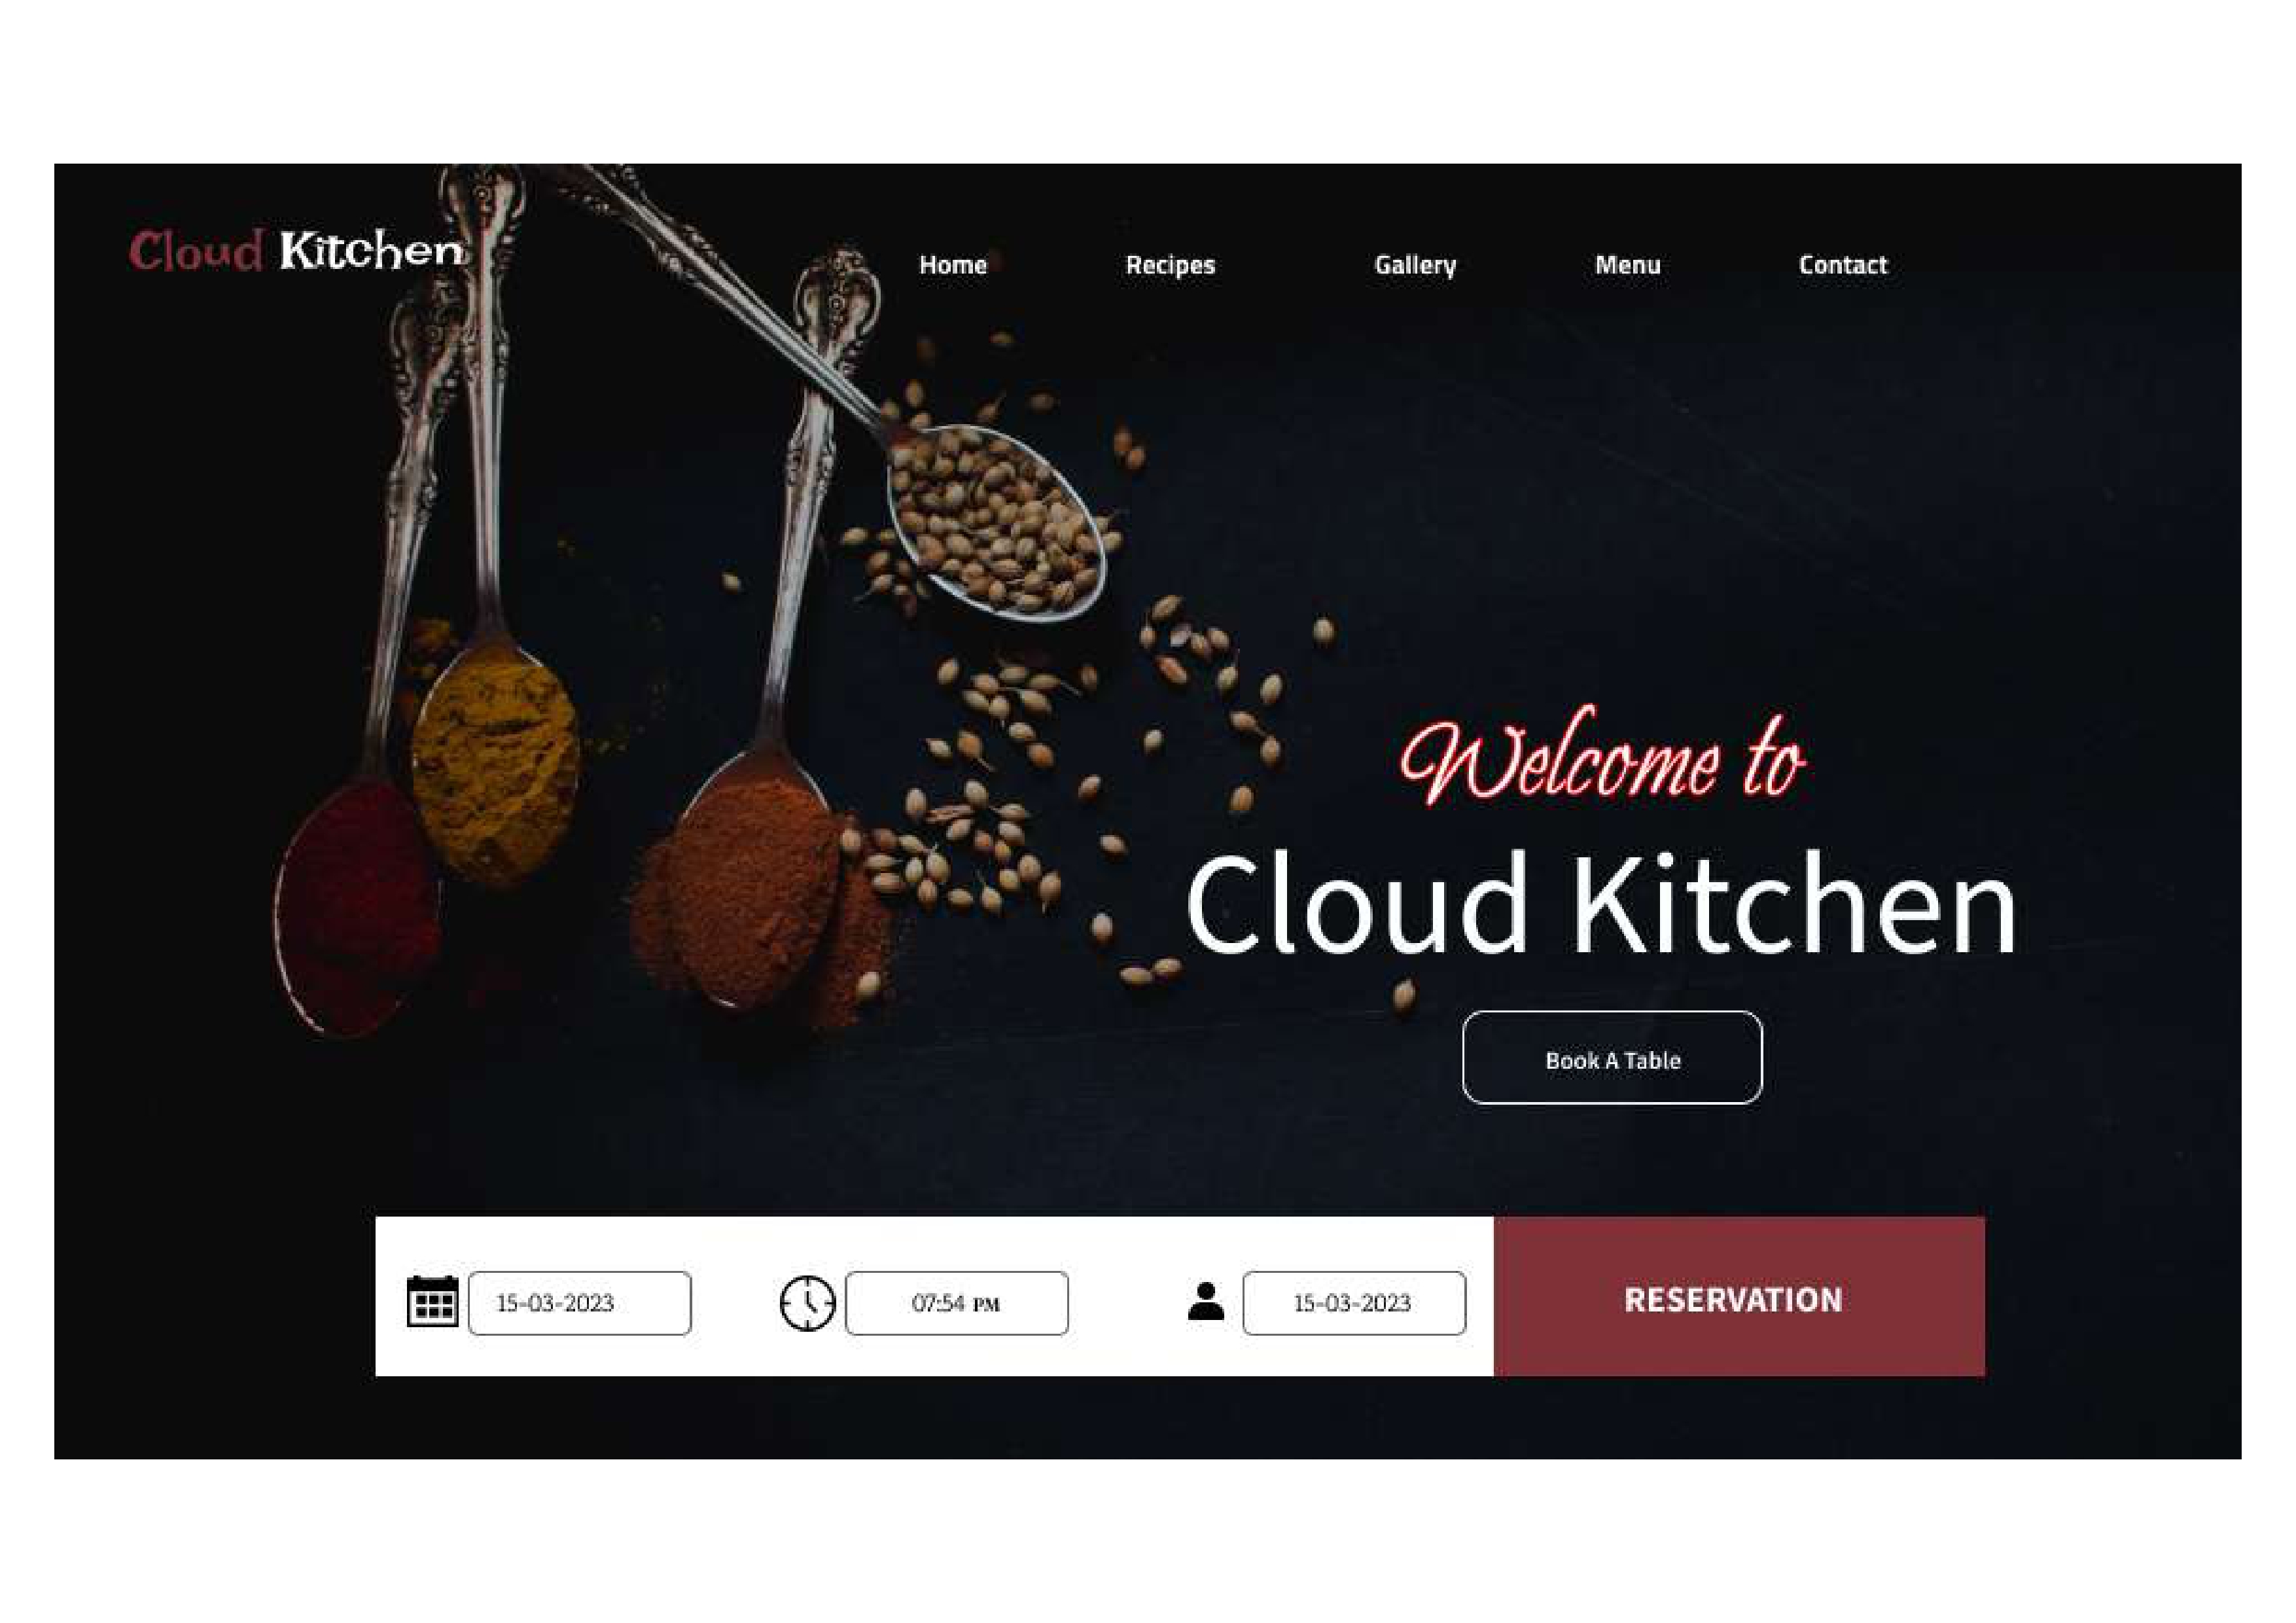 Cloud Kitchen
Home Recipes Gallery Menu Contact
Welcome to
Cloud Kitchen
Book A Table
15-03-2023 07:54 PM 15-03-2023 RESERVATION